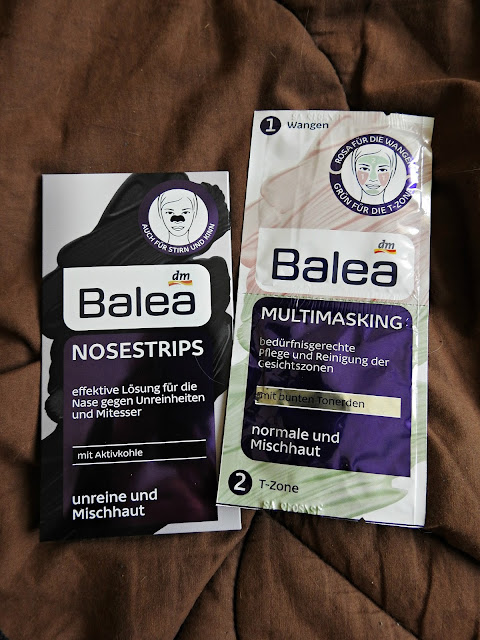 AUCH FÜR STIRN UND KINN
dm
Balea
NOSESTRIPS
effektive Lösung für die
Nase gegen Unreinheiten
und Mitesser
mit Aktivkohle
unreine und
Mischhaut
1 Wangen
ROSA FÜR DIE WANGEN
GRÜN FÜR DIE T-ZONE
dm
Balea
MULTIMASKING
bedürfnisgerechte
Pflege und Reinigung der
Gesichtszonen
mit bunten Tonerden
normale und
Mischhaut
2 T-Zone